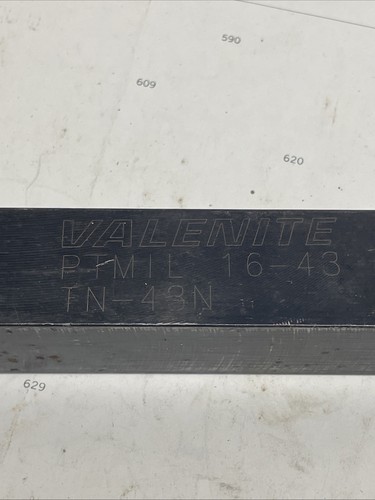 590
609
620
VALENITE
PTMIL 16-43
TN-43N
629